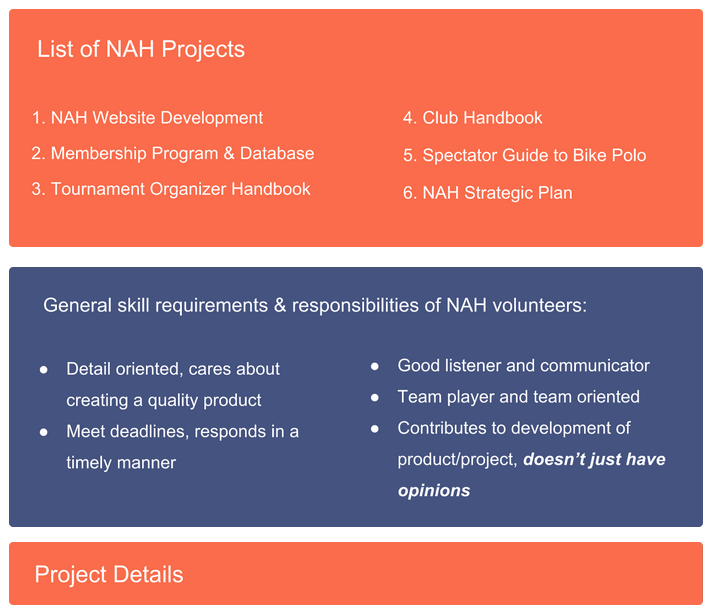 List of NAH Projects
1. NAH Website Development
2. Membership Program & Database
3. Tournament Organizer Handbook
4. Club Handbook
5. Spectator Guide to Bike Polo
6. NAH Strategic Plan
General skill requirements & responsibilities of NAH volunteers:
● Detail oriented, cares about
creating a quality product
● Meet deadlines, responds in a
timely manner
● Good listener and communicator
● Team player and team oriented
● Contributes to development of
product/project, doesn’t just have
opinions
Project Details